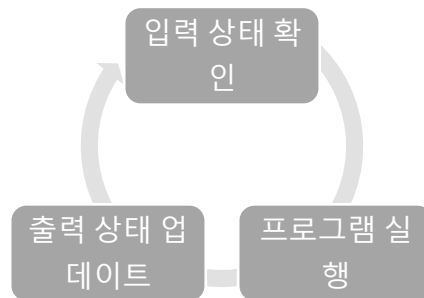 입력 상태 확
인
출력 상태 업
데이트
프로그램 실
행